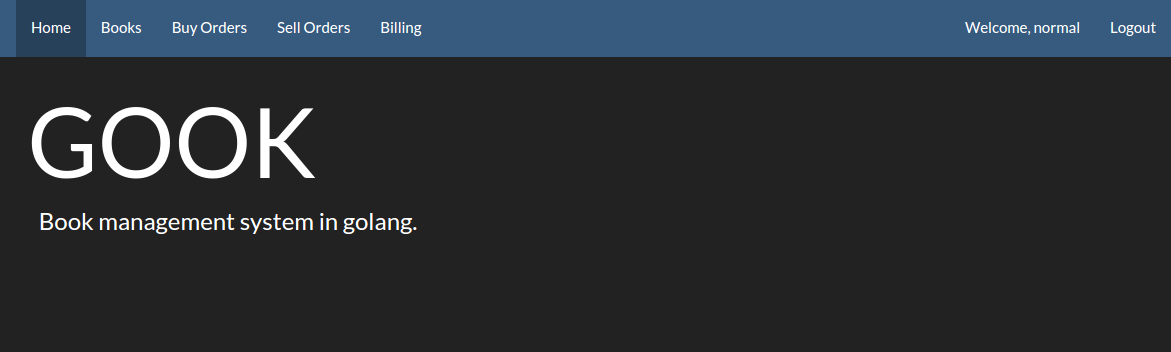 Home Books Buy Orders Sell Orders Billing Welcome, normal Logout
GOOK
Book management system in golang.